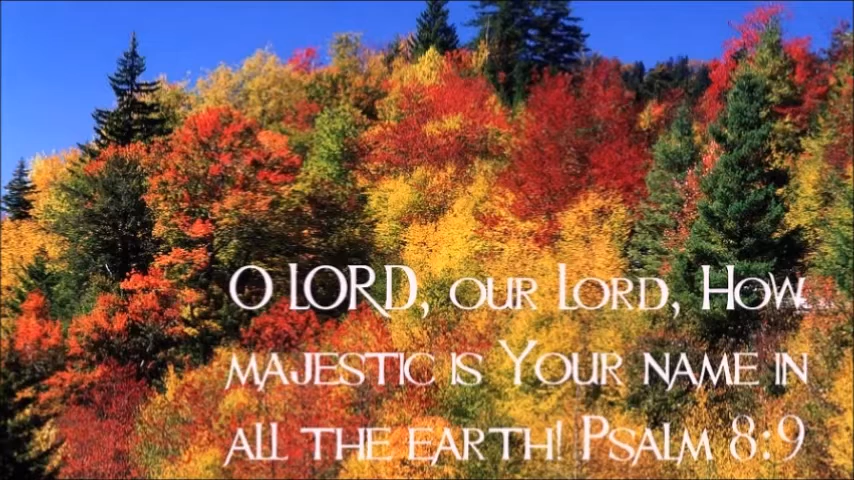 O LORD, our Lord, How
majestic is Your name in
all the earth! Psalm 8:9